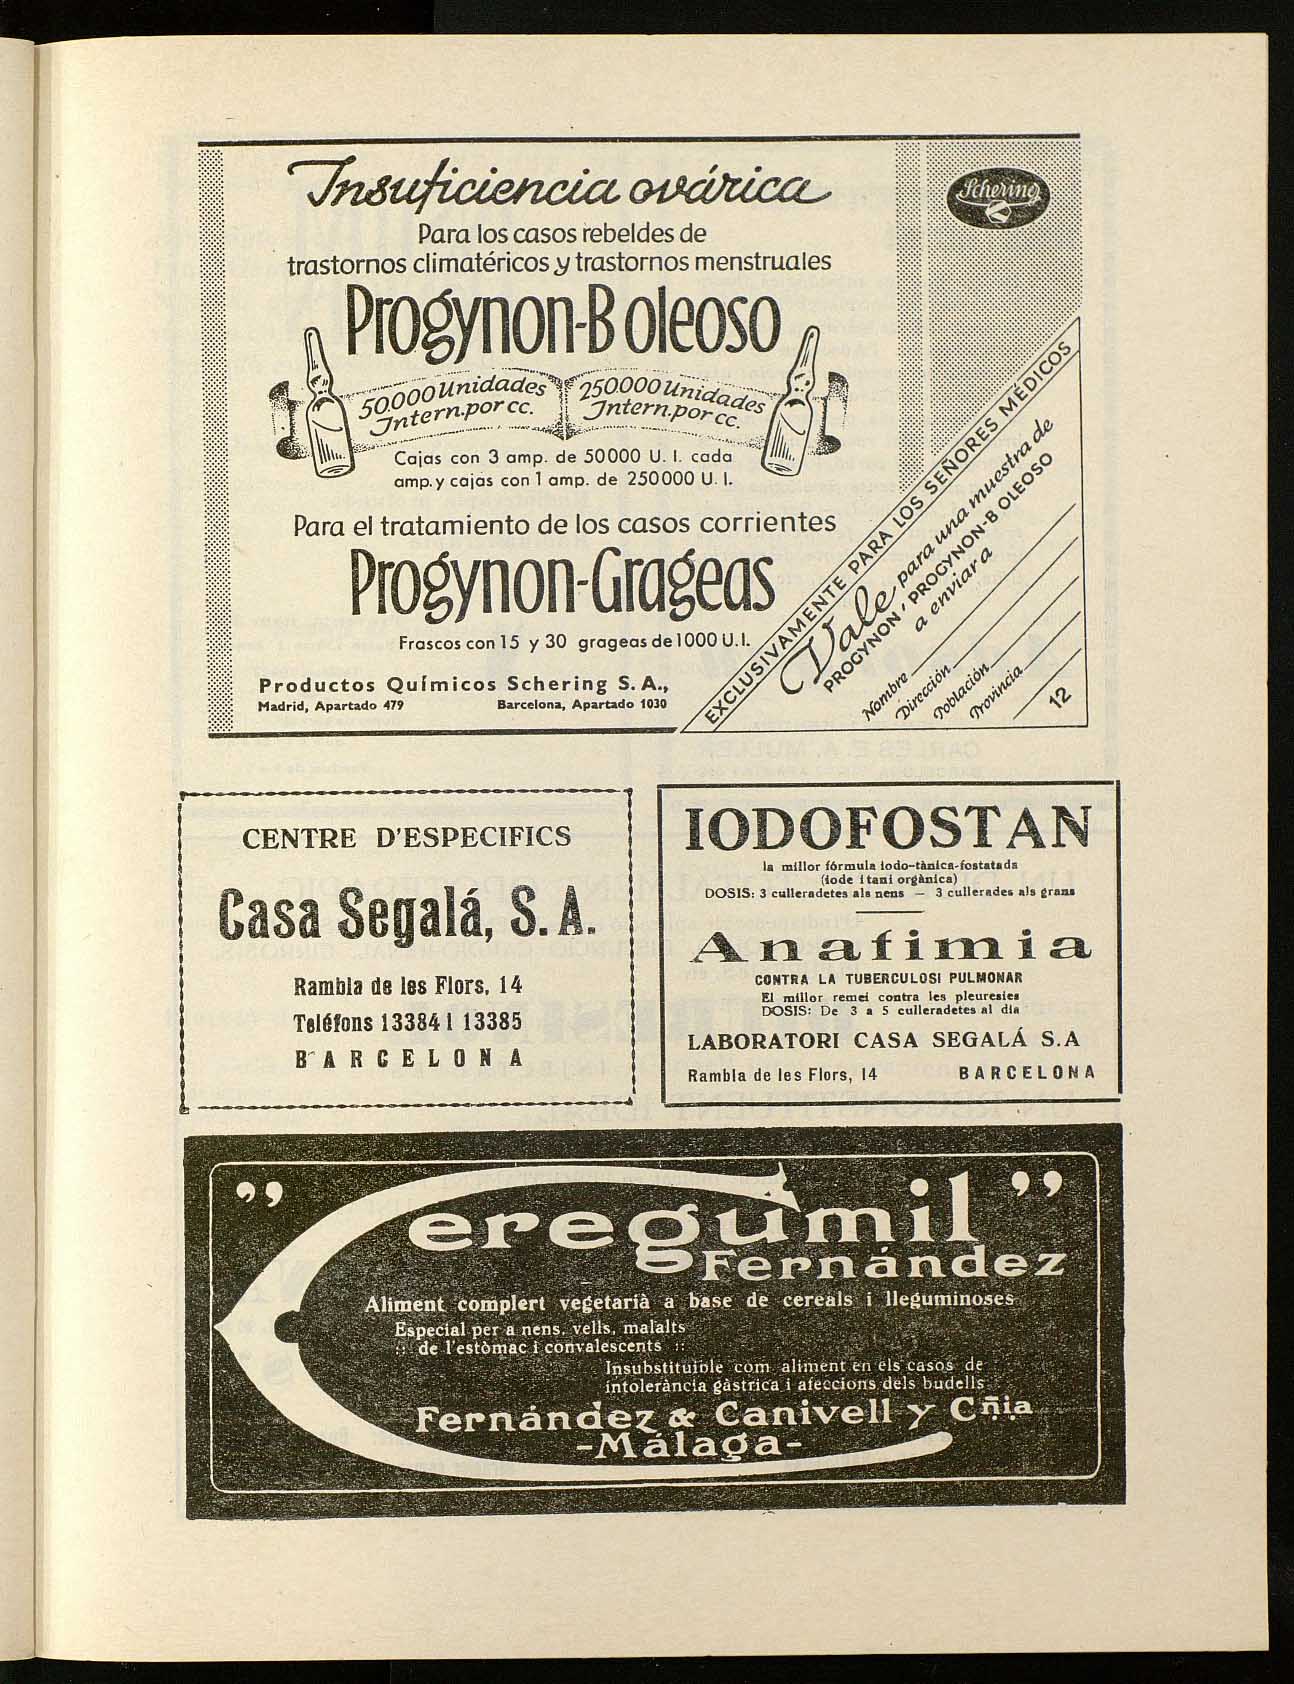 Insuficiencia ovárica
Para los casos rebeldes de
trastornos climatéricos y trastornos menstruales
Progynon-B oleoso
50.000 Unidades
Intern. por cc.
250000 Unidades
Intern. por cc.
Cajas con 3 amp. de 50000 U. I. cada
amp. y cajas con 1 amp. de 250000 U. I.
Para el tratamiento de los casos corrientes
Progynon-Grageas
Frascos con 15 y 30 grageas de 1000 U. I.
Productos Químicos Schering S. A.,
Madrid, Apartado 479
Barcelona, Apartado 1030
Schering
EXCLUSIVAMENTE PARA LOS SEÑORES MÉDICOS
Vale para una muestra de
PROGYNON, PROGYNON-B OLEOSO
a enviar a
Nombre
Dirección
Población
Provincia
12
CENTRE D'ESPECIFICS
Casa Segalá, S. A.
Rambla de les Flors, 14
Telèfons 13384 i 13385
BARCELONA
IODOFOSTAN
la millor fórmula iodo-tànica-fostatada
(iode i taní orgànica)
DOSIS: 3 culleradetes als nens — 3 cullerades als grans
Anafimia
CONTRA LA TUBERCULOSI PULMONAR
El millor remei contra les pleuresies
DOSIS: De 3 a 5 culleradetes al dia
LABORATORI CASA SEGALÁ S. A
Rambla de les Flors, 14 BARCELONA
"Ceregumil"
Fernández
Aliment complert vegetarià a base de cereals i lleguminoses
Especial per a nens, vells, malalts
:: de l'estòmac i convalescents ::
Insubstituible com aliment en els casos de
intolerància gàstrica i afeccions dels budells
Fernández & Canivell y Cñia
-Málaga-